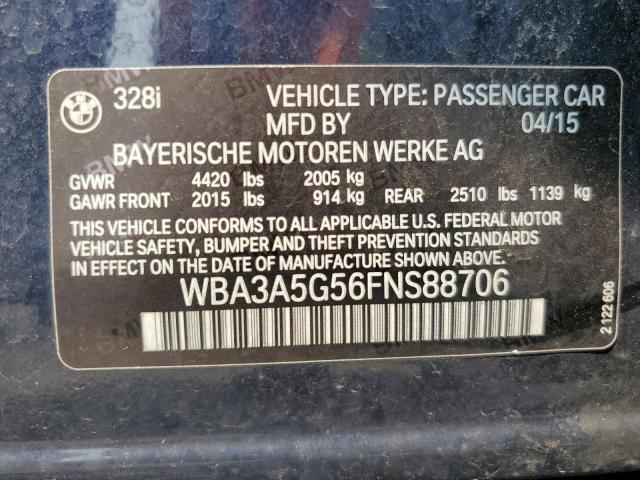 BMW 328i VEHICLE TYPE: PASSENGER CAR
MFD BY 04/15
BAYERISCHE MOTOREN WERKE AG
GVWR 4420 lbs 2005 kg
GAWR FRONT 2015 lbs 914 kg REAR 2510 lbs 1139 kg
THIS VEHICLE CONFORMS TO ALL APPLICABLE U.S. FEDERAL MOTOR
VEHICLE SAFETY, BUMPER AND THEFT PREVENTION STANDARDS
IN EFFECT ON THE DATE OF MANUFACTURE SHOWN ABOVE.
WBA3A5G56FNS88706
2 122 606